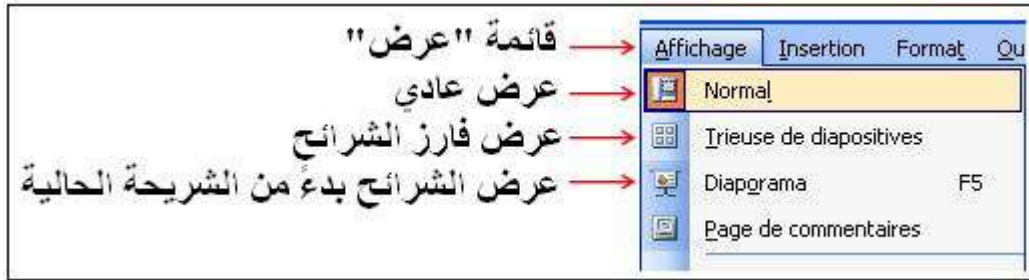 قائمة "عرض"
Affichage Insertion Format Ou
عرض عادي
Normal
عرض فارز الشرائح
Trieuse de diapositives
عرض الشرائح بدءً من الشريحة الحالية
Diaporama F5
Page de commentaires